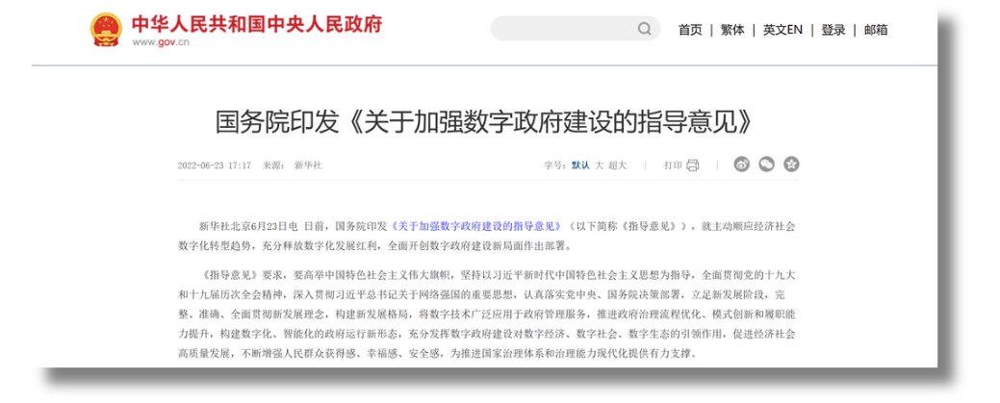 中华人民共和国中央人民政府
www.gov.cn
首页 | 繁体 | 英文EN | 登录 | 邮箱
国务院印发《关于加强数字政府建设的指导意见》
2022-06-23 17:17 来源： 新华社 字号：默认 大 超大 | 打印 |
新华社北京6月23日电 日前，国务院印发《关于加强数字政府建设的指导意见》（以下简称《指导意见》），就主动顺应经济社会
数字化转型趋势，充分释放数字化发展红利，全面开创数字政府建设新局面作出部署。
《指导意见》要求，要高举中国特色社会主义伟大旗帜，坚持以习近平新时代中国特色社会主义思想为指导，全面贯彻党的十九大
和十九届历次全会精神，深入贯彻习近平总书记关于网络强国的重要思想，认真落实党中央、国务院决策部署，立足新发展阶段，完
整、准确、全面贯彻新发展理念，构建新发展格局，将数字技术广泛应用于政府管理服务，推进政府治理流程优化、模式创新和履职能
力提升，构建数字化、智能化的政府运行新形态，充分发挥数字政府建设对数字经济、数字社会、数字生态的引领作用，促进经济社会
高质量发展，不断增强人民群众获得感、幸福感、安全感，为推进国家治理体系和治理能力现代化提供有力支撑。